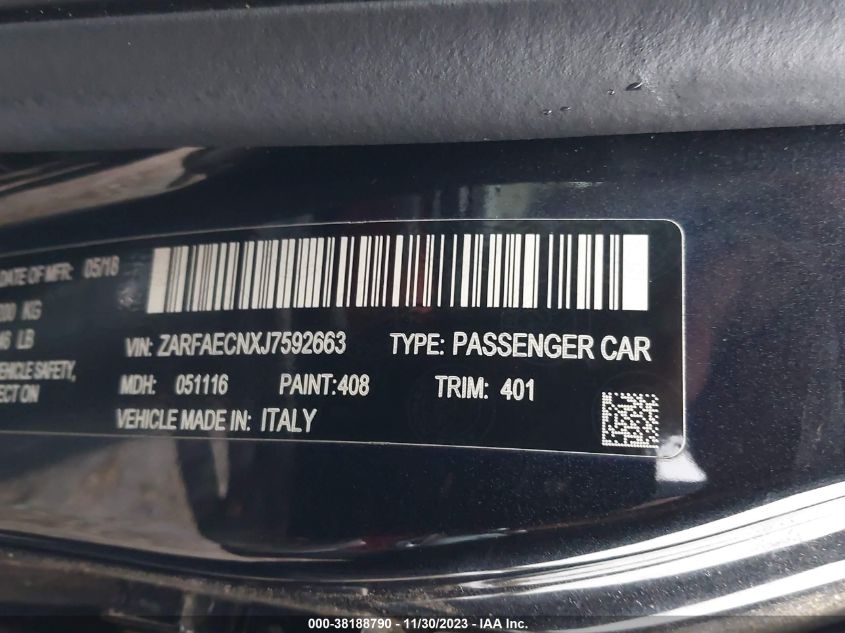 DATE OF MFR: 05/18
KG
LB
VEHICLE SAFETY,
ON
VIN: ZARFAECNXJ7592663 TYPE: PASSENGER CAR
MDH: 051116 PAINT:408 TRIM: 401
VEHICLE MADE IN: ITALY
000-38188790 - 11/30/2023 - IAA. Inc.